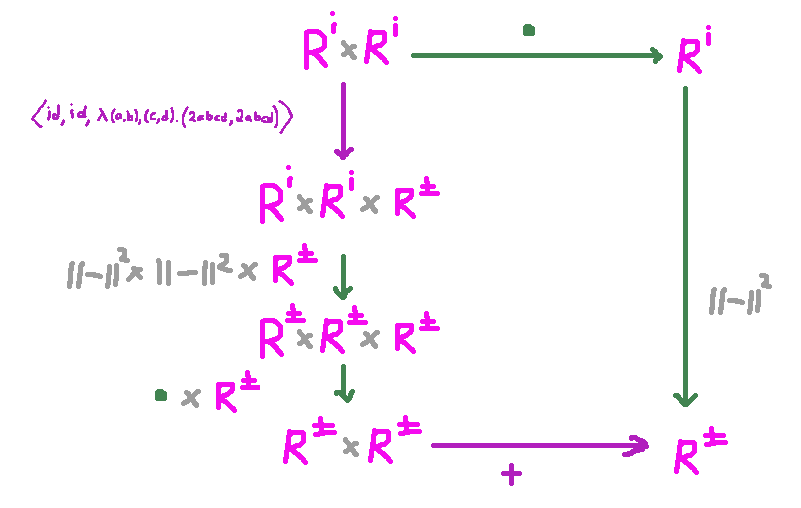 Rⁱ × Rⁱ ▪ Rⁱ
⟨id, id, λ(a,b),(c,d).(2abcd, 2abcd)⟩
Rⁱ × Rⁱ × R±
||−||² × ||−||² × R±
||−||²
R± × R± × R±
▪ × R±
R± × R± + R±